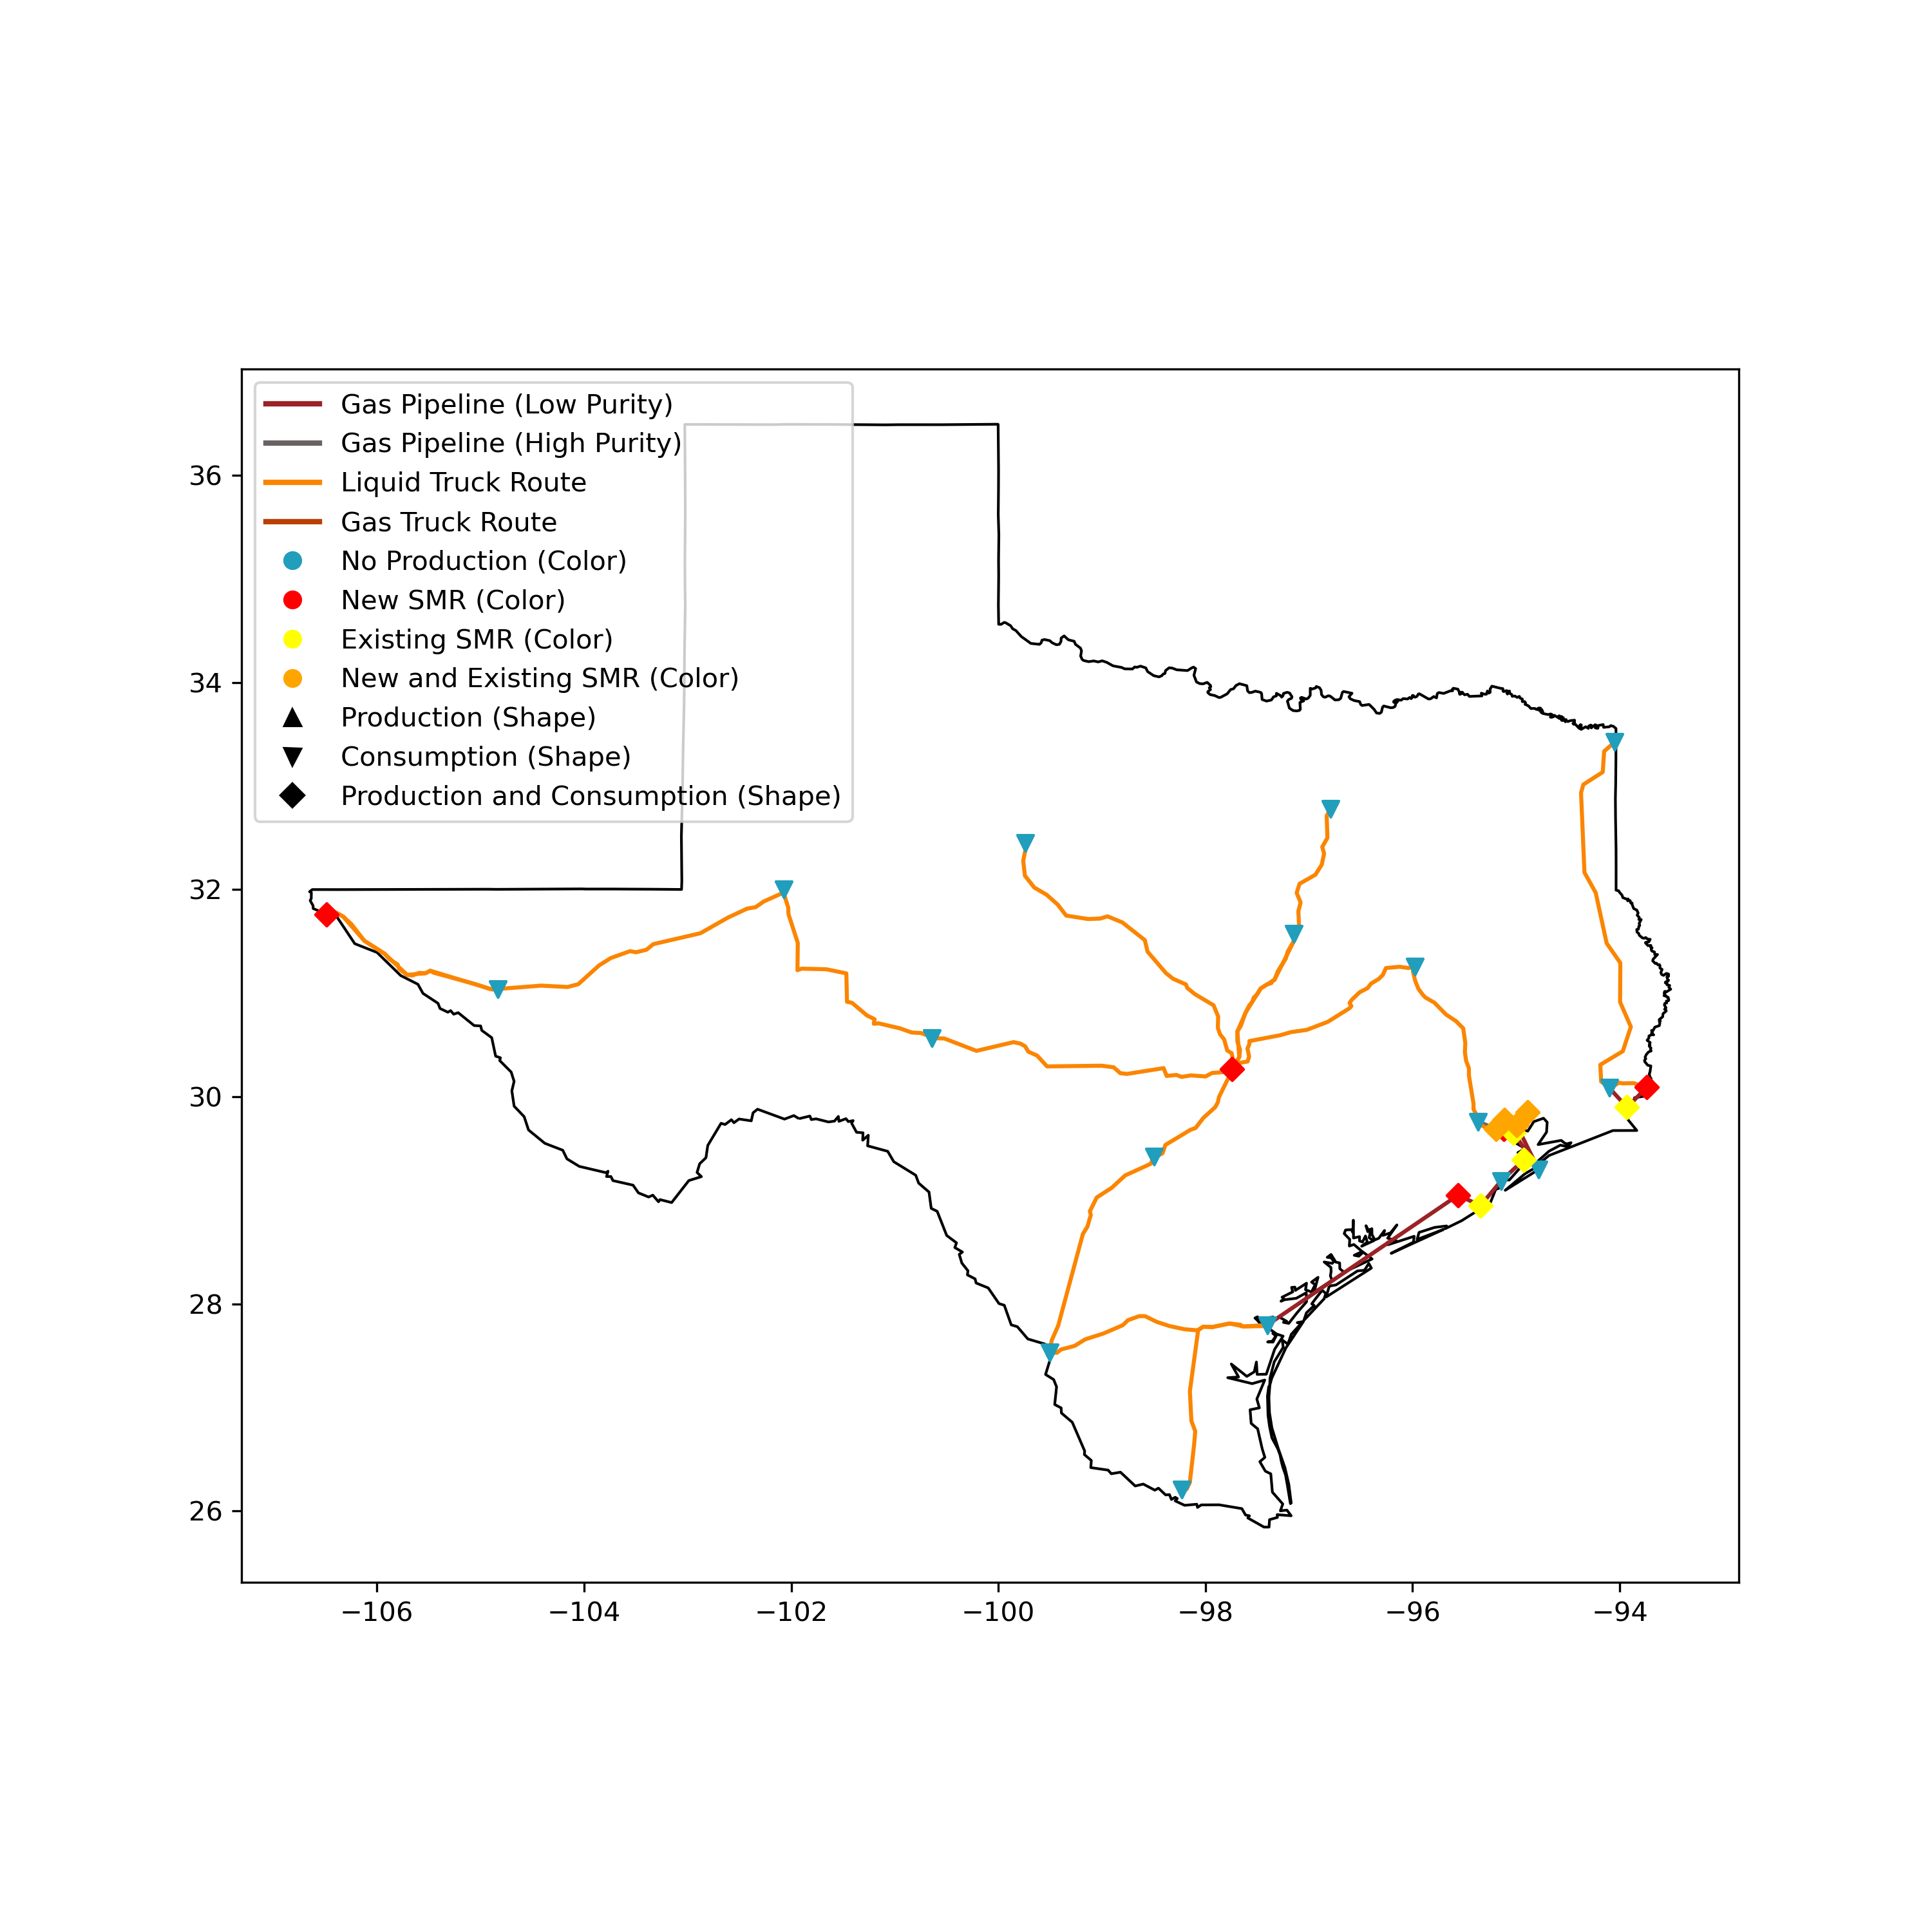 Gas Pipeline (Low Purity)
Gas Pipeline (High Purity)
Liquid Truck Route
Gas Truck Route
No Production (Color)
New SMR (Color)
Existing SMR (Color)
New and Existing SMR (Color)
Production (Shape)
Consumption (Shape)
Production and Consumption (Shape)
36
34
32
30
28
26
−106 −104 −102 −100 −98 −96 −94